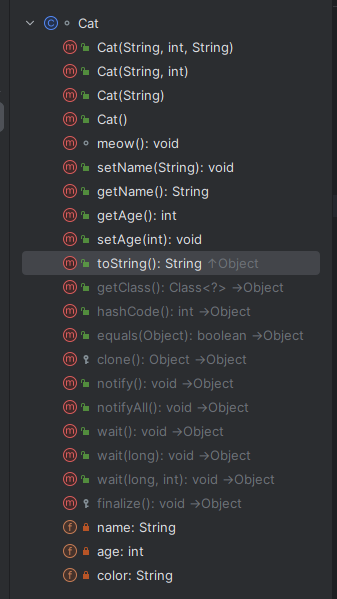 Cat
Cat(String, int, String)
Cat(String, int)
Cat(String)
Cat()
meow(): void
setName(String): void
getName(): String
getAge(): int
setAge(int): void
toString(): String ↑Object
getClass(): Class<?> →Object
hashCode(): int →Object
equals(Object): boolean →Object
clone(): Object →Object
notify(): void →Object
notifyAll(): void →Object
wait(): void →Object
wait(long): void →Object
wait(long, int): void →Object
finalize(): void →Object
name: String
age: int
color: String